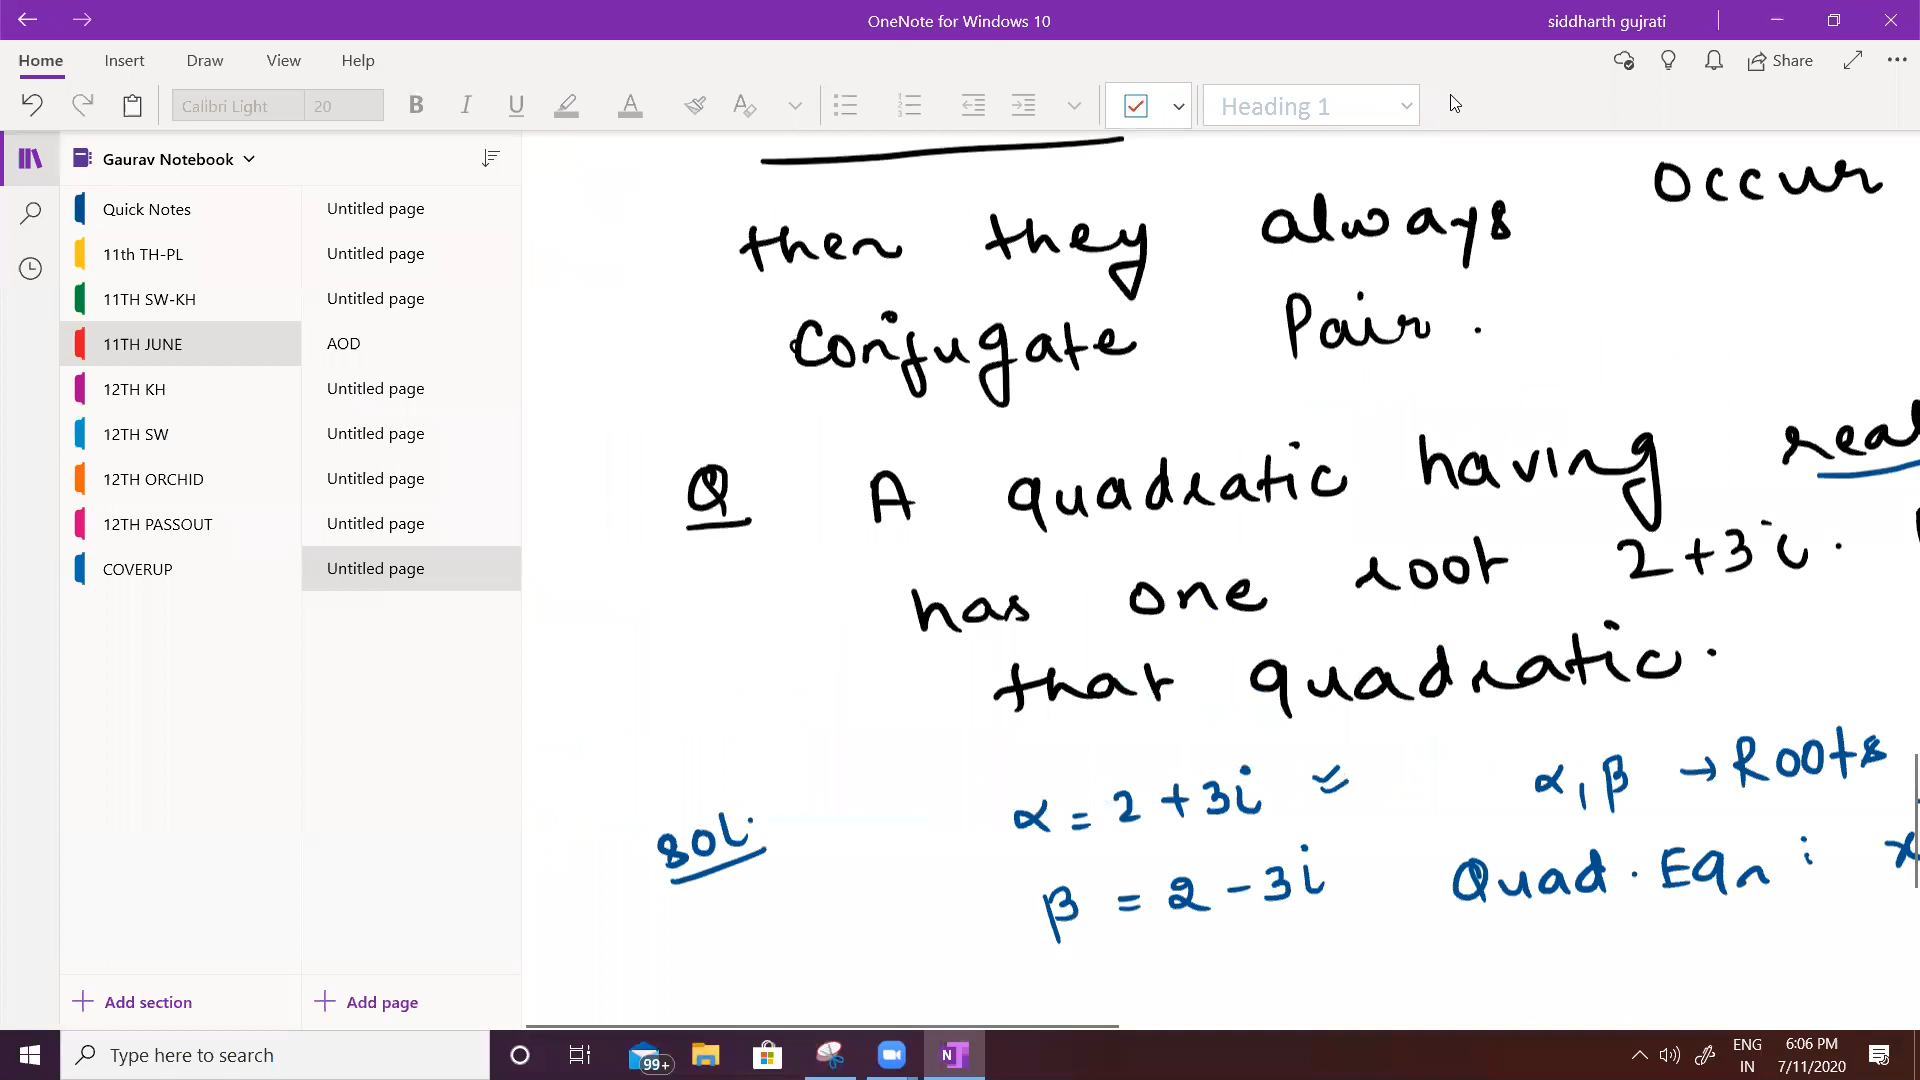 OneNote for Windows 10
siddharth gujrati
Home Insert Draw View Help
Share
Calibri Light 20
B I U A
Heading 1
Gaurav Notebook
Quick Notes
11th TH-PL
11TH SW-KH
11TH JUNE
12TH KH
12TH SW
12TH ORCHID
12TH PASSOUT
COVERUP
Untitled page
Untitled page
Untitled page
AOD
Untitled page
Untitled page
Untitled page
Untitled page
Untitled page
Add section
Add page
then they always occur
Conjugate Pair.
Q A quadratic having real
has one root 2+3i.
that quadratic.
Sol. α = 2 + 3i α, β → Roots
β = 2 - 3i Quad. Eqn : x
Type here to search
99+
N
ENG
IN
6:06 PM
7/11/2020